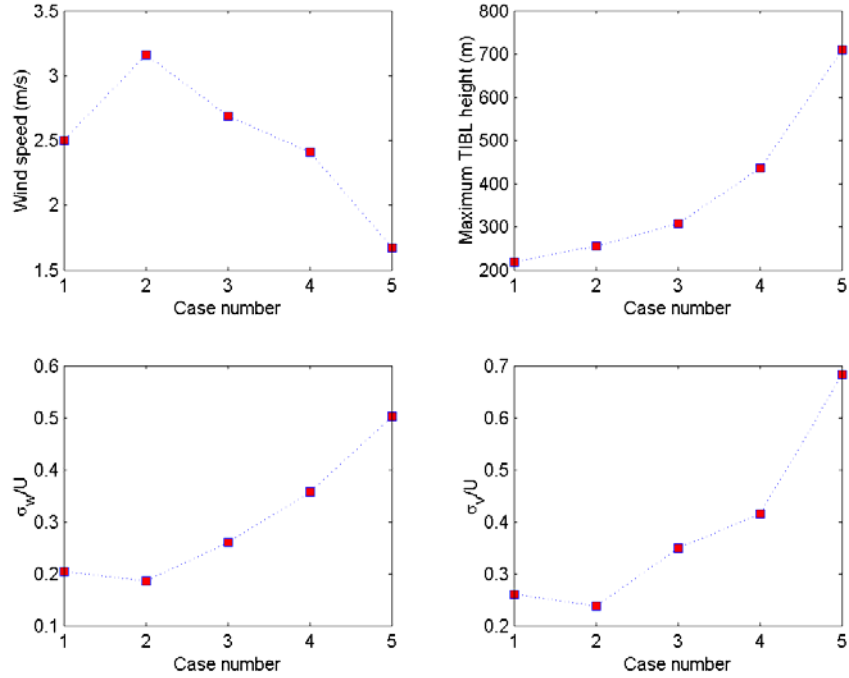 3.5
3
2.5
2
1.5
Wind speed (m/s)
1 2 3 4 5
Case number
800
700
600
500
400
300
200
Maximum TIBL height (m)
1 2 3 4 5
Case number
0.6
0.5
0.4
0.3
0.2
0.1
σw/U
1 2 3 4 5
Case number
0.7
0.6
0.5
0.4
0.3
0.2
σv/U
1 2 3 4 5
Case number